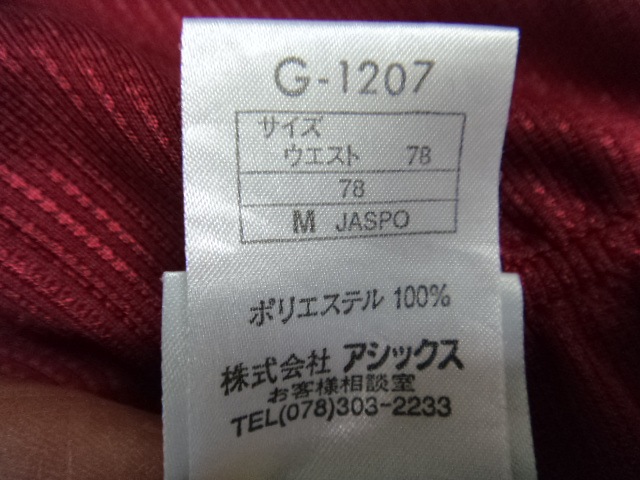 G-1207
サイズ
ウエスト 78
78
M JASPO
ポリエステル 100%
株式会社 アシックス
お客様相談室
TEL(078)303-2233